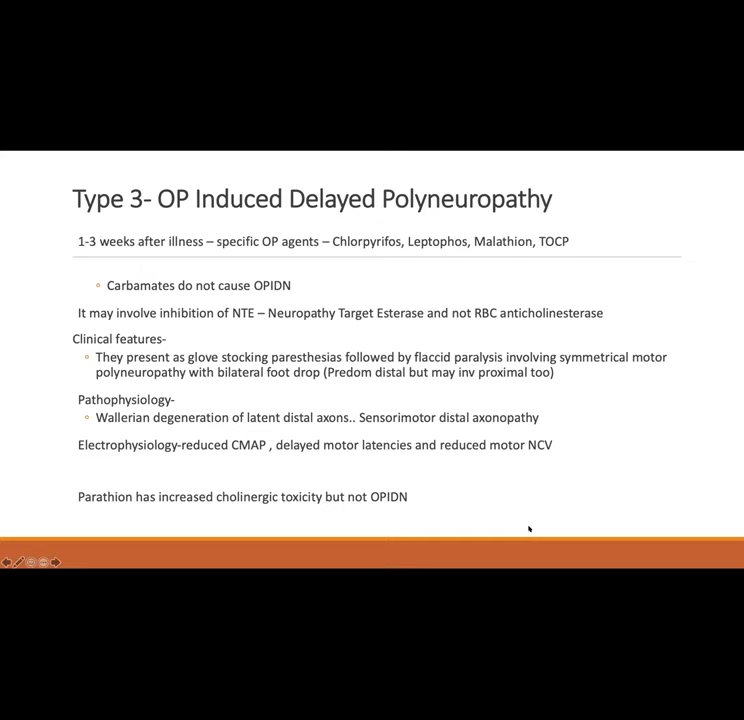 Type 3- OP Induced Delayed Polyneuropathy
1-3 weeks after illness – specific OP agents – Chlorpyrifos, Leptophos, Malathion, TOCP
Carbamates do not cause OPIDN
It may involve inhibition of NTE – Neuropathy Target Esterase and not RBC anticholinesterase
Clinical features-
They present as glove stocking paresthesias followed by flaccid paralysis involving symmetrical motor
polyneuropathy with bilateral foot drop (Predom distal but may inv proximal too)
Pathophysiology-
Wallerian degeneration of latent distal axons.. Sensorimotor distal axonopathy
Electrophysiology-reduced CMAP , delayed motor latencies and reduced motor NCV
Parathion has increased cholinergic toxicity but not OPIDN